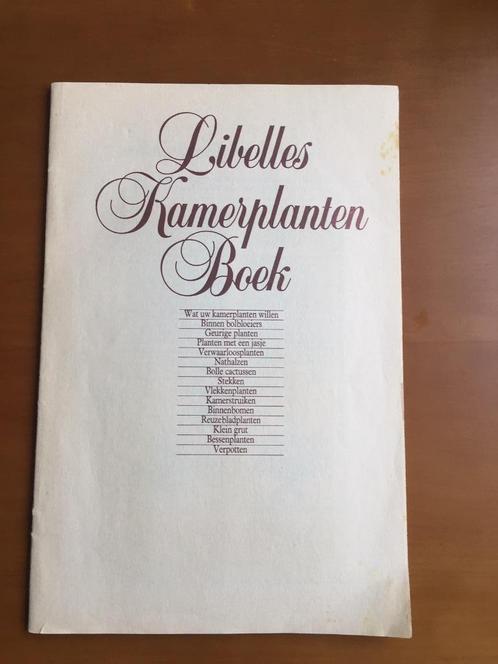 Libelles
Kamerplanten
Boek
Wat uw kamerplanten willen
Binnen bolbloeiers
Geurige planten
Planten met een jasje
Verwaarloosplanten
Nathalzen
Bolle cactussen
Stekken
Vlekkenplanten
Kamerstruiken
Binnenbomen
Reuzebladplanten
Klein grut
Bessenplanten
Verpotten